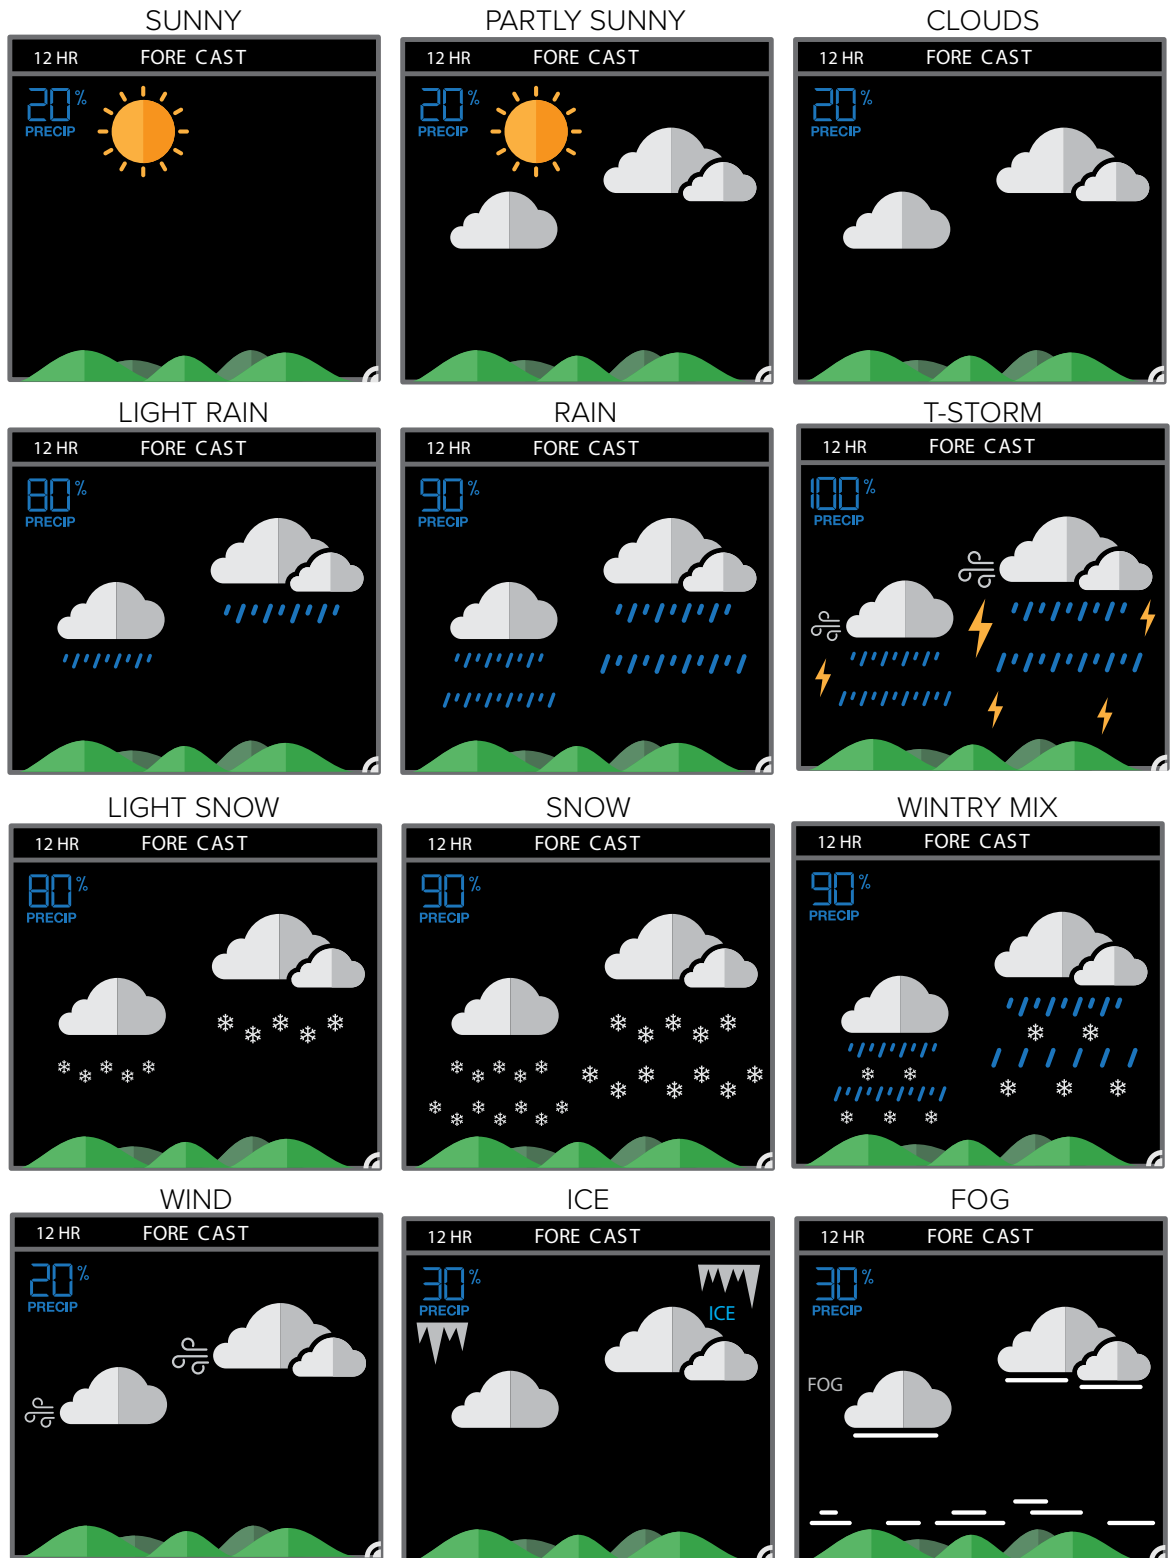 SUNNY
12 HR FORE CAST
20%
PRECIP
PARTLY SUNNY
12 HR FORE CAST
20%
PRECIP
CLOUDS
12 HR FORE CAST
20%
PRECIP
LIGHT RAIN
12 HR FORE CAST
80%
PRECIP
RAIN
12 HR FORE CAST
90%
PRECIP
T-STORM
12 HR FORE CAST
100%
PRECIP
LIGHT SNOW
12 HR FORE CAST
80%
PRECIP
SNOW
12 HR FORE CAST
90%
PRECIP
WINTRY MIX
12 HR FORE CAST
90%
PRECIP
WIND
12 HR FORE CAST
20%
PRECIP
ICE
12 HR FORE CAST
30%
PRECIP
ICE
FOG
12 HR FORE CAST
30%
PRECIP
FOG